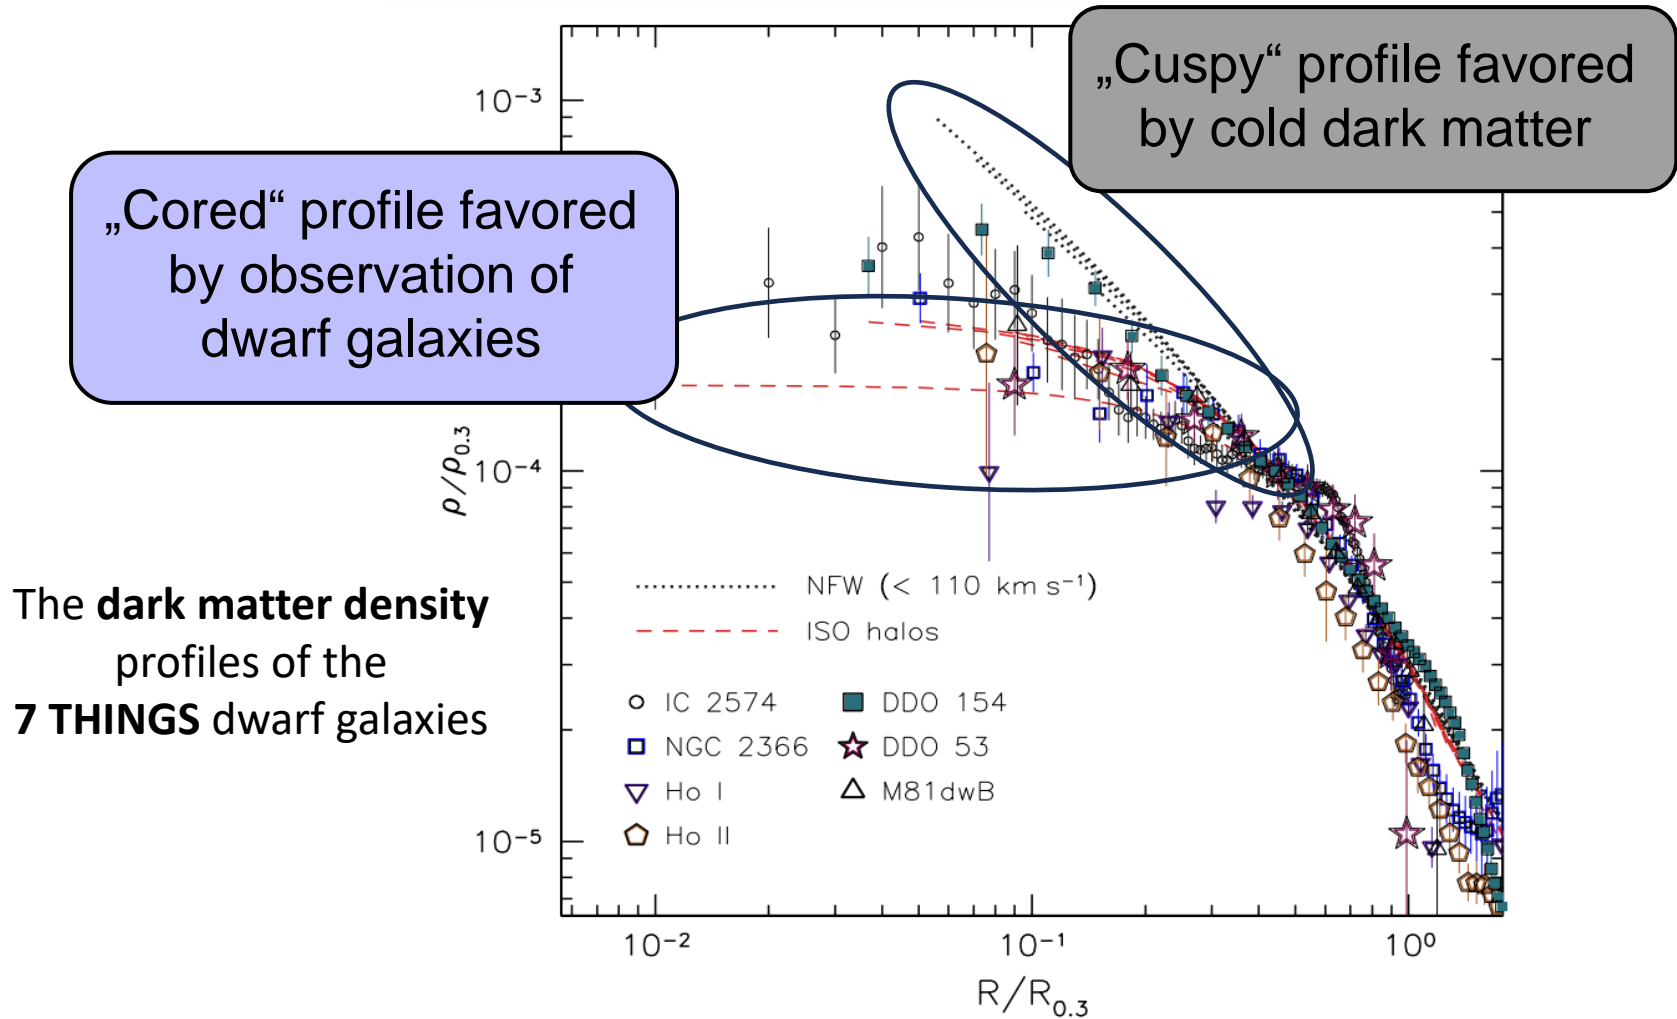 „Cuspy“ profile favored
by cold dark matter
„Cored“ profile favored
by observation of
dwarf galaxies
The dark matter density
profiles of the
7 THINGS dwarf galaxies
10⁻³
10⁻⁴
10⁻⁵
ρ/ρ₀.₃
NFW (< 110 km s⁻¹)
ISO halos
IC 2574
DDO 154
NGC 2366
DDO 53
Ho I
M81dwB
Ho II
10⁻²
10⁻¹
10⁰
R/R₀.₃